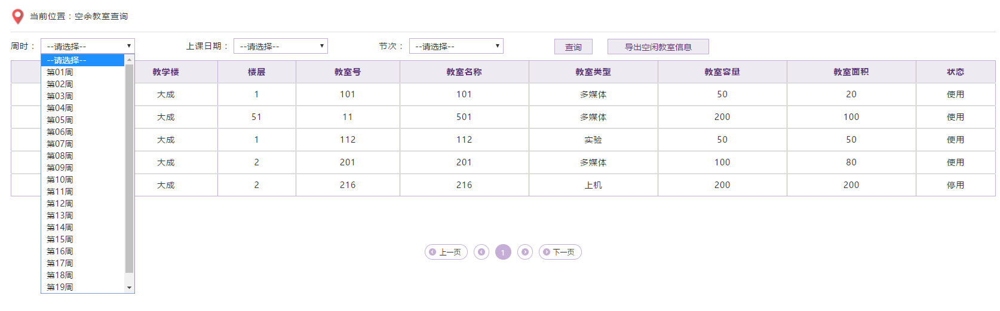 当前位置：空余教室查询
周时： --请选择-- 上课日期： --请选择-- 节次： --请选择-- 查询 导出空闲教室信息
--请选择--
第01周
第02周
第03周
第04周
第05周
第06周
第07周
第08周
第09周
第10周
第11周
第12周
第13周
第14周
第15周
第16周
第17周
第18周
第19周
教学楼 楼层 教室号 教室名称 教室类型 教室容量 教室面积 状态
大成 1 101 101 多媒体 50 20 使用
大成 51 11 501 多媒体 200 100 使用
大成 1 112 112 实验 50 50 使用
大成 2 201 201 多媒体 100 80 使用
大成 2 216 216 上机 200 200 停用
上一页 1 下一页